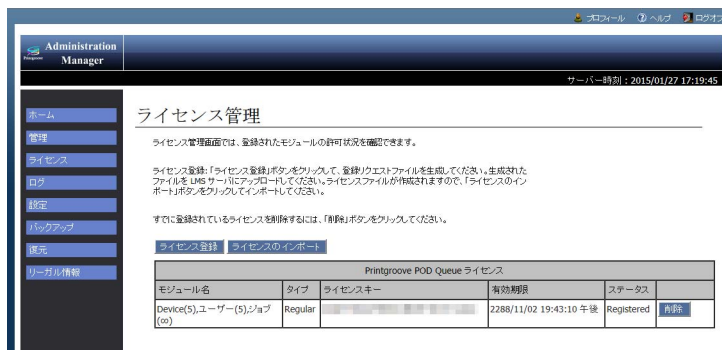 プロフィール ヘルプ ログオフ
Administration
Manager
Printgroove
サーバー時刻 : 2015/01/27 17:19:45
ホーム
管理
ライセンス
ログ
設定
バックアップ
復元
リーガル情報
ライセンス管理
ライセンス管理画面では、登録されたモジュールの許可状況を確認できます。
ライセンス登録:「ライセンス登録」ボタンをクリックして、登録リクエストファイルを生成してください。生成された
ファイルを LMS サーバにアップロードしてください。ライセンスファイルが作成されますので、「ライセンスのイン
ポート」ボタンをクリックしてインポートしてください。
すでに登録されているライセンスを削除するには、「削除」ボタンをクリックしてください。
ライセンス登録 ライセンスのインポート
Printgroove POD Queue ライセンス
モジュール名 タイプ ライセンスキー 有効期限 ステータス
Device(5),ユーザー(5),ジョブ Regular 2288/11/02 19:43:10 午後 Registered 削除
(∞)